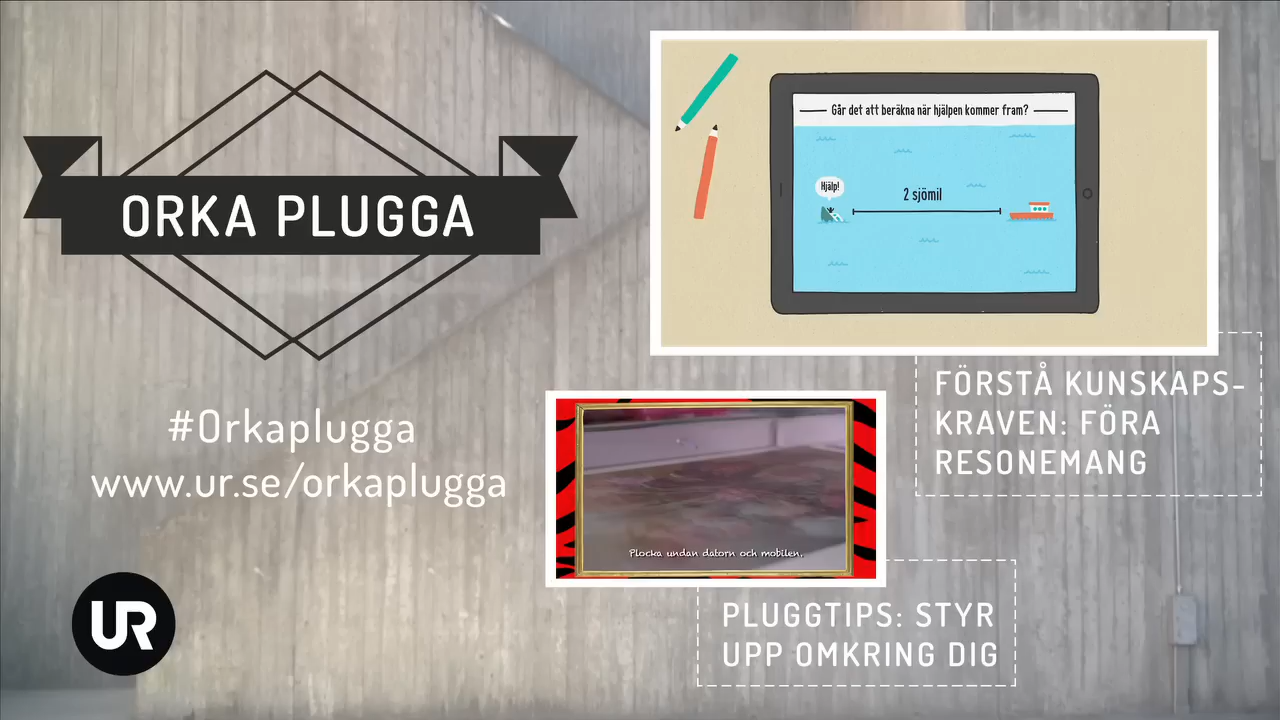 ORKA PLUGGA
#Orkaplugga
www.ur.se/orkaplugga
UR
Går det att beräkna när hjälpen kommer fram?
Hjälp!
2 sjömil
FÖRSTÅ KUNSKAPS-
KRAVEN: FÖRA
RESONEMANG
Plocka undan datorn och mobilen.
PLUGGTIPS: STYR
UPP OMKRING DIG